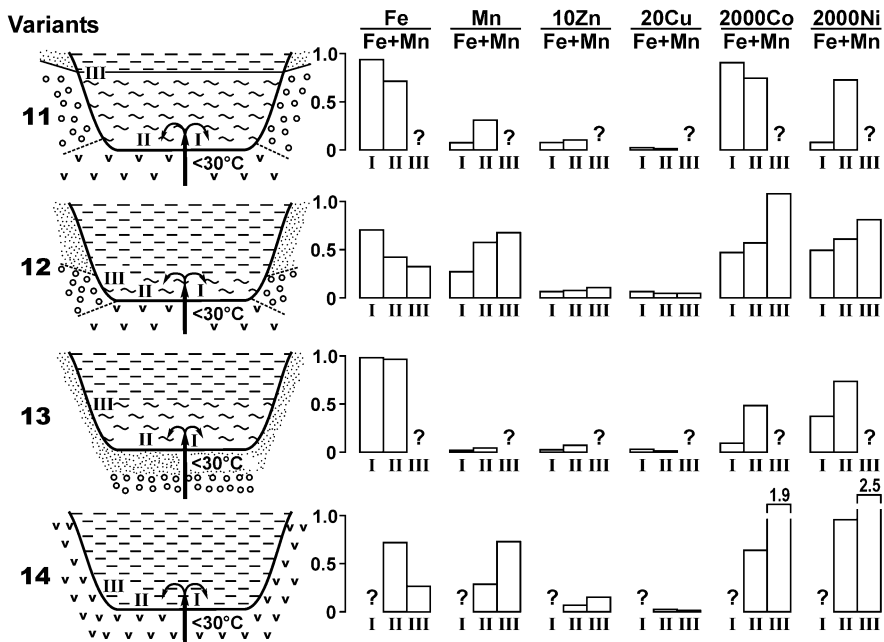 Variants
Fe Mn 10Zn 20Cu 2000Co 2000Ni
Fe+Mn Fe+Mn Fe+Mn Fe+Mn Fe+Mn Fe+Mn
11
III
II I
<30°C
1.0
0.5
0
? ? ? ? ? ?
I II III I II III I II III I II III I II III I II III
12
III
II I
<30°C
1.0
0.5
0
I II III I II III I II III I II III I II III I II III
13
III
II I
<30°C
1.0
0.5
0
? ? ? ? ? ?
I II III I II III I II III I II III I II III I II III
14
III
II I
<30°C
1.9 2.5
1.0
0.5
0
? ? ? ? ? ?
I II III I II III I II III I II III I II III I II III